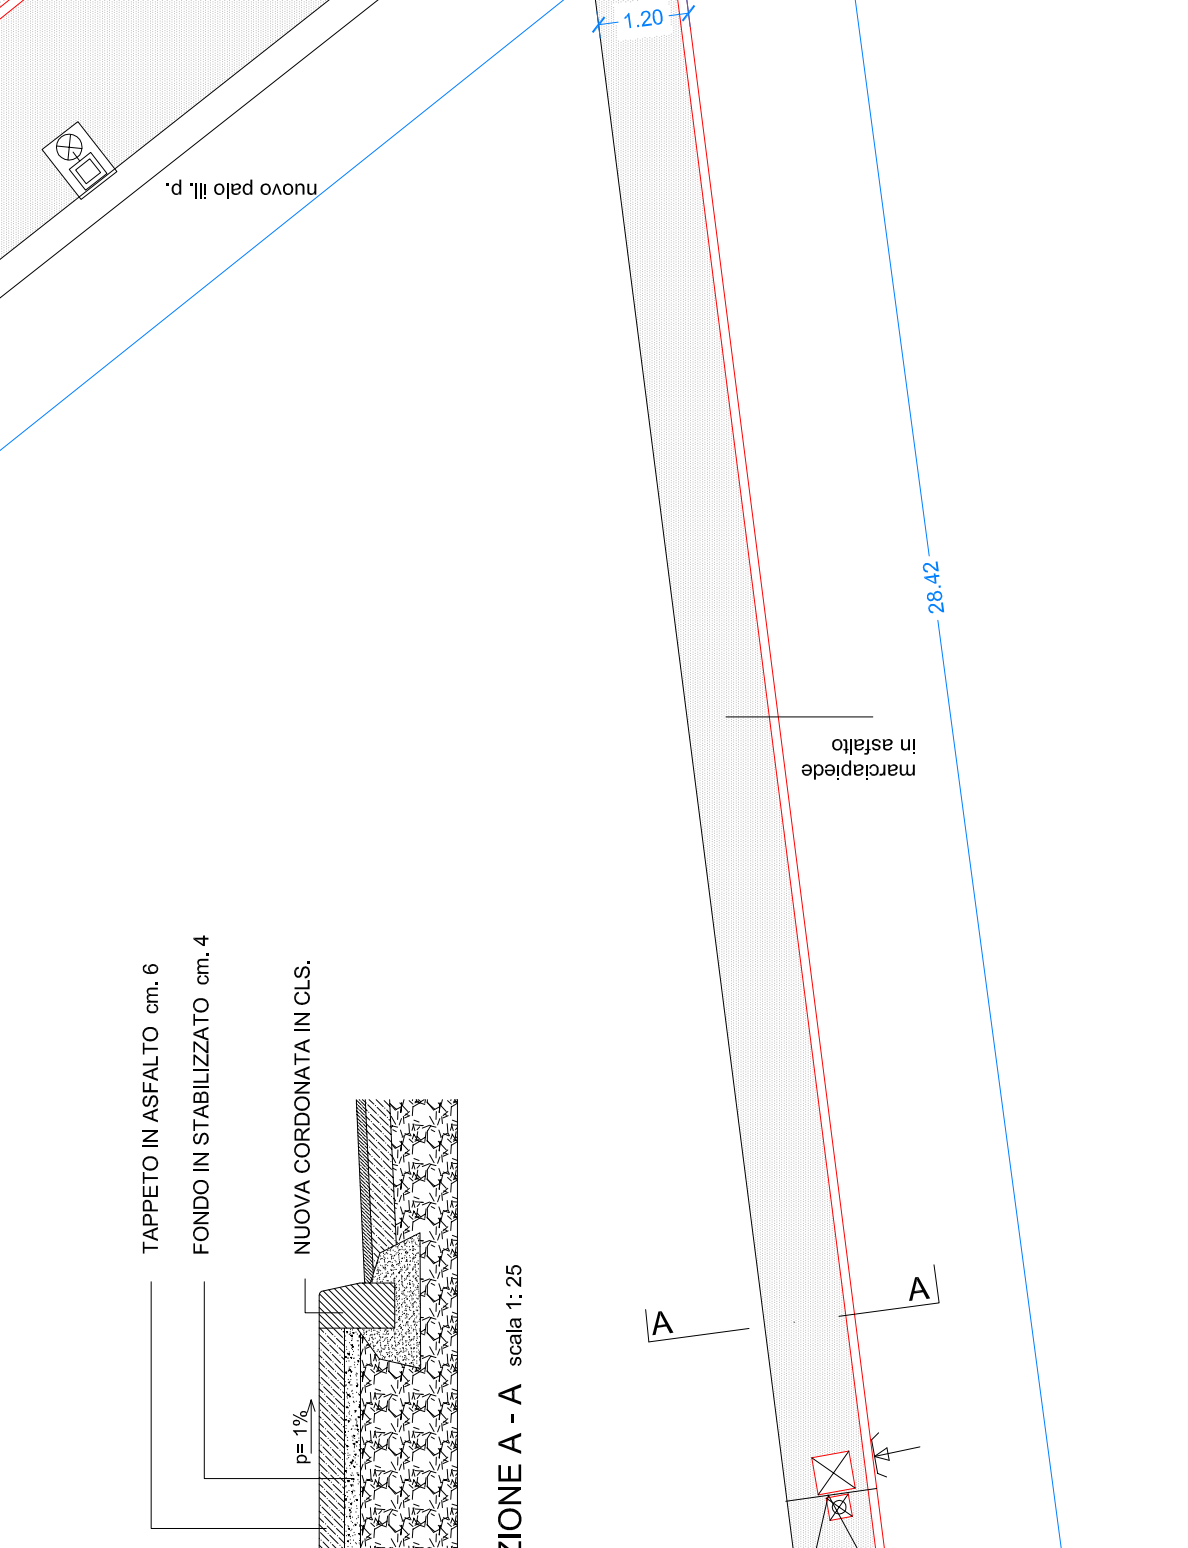 1.20
nuovo palo ill. p.
28.42
marciapiede
in asfalto
TAPPETO IN ASFALTO cm. 6
FONDO IN STABILIZZATO cm. 4
NUOVA CORDONATA IN CLS.
p= 1%
ZIONE A - A scala 1: 25
A
A